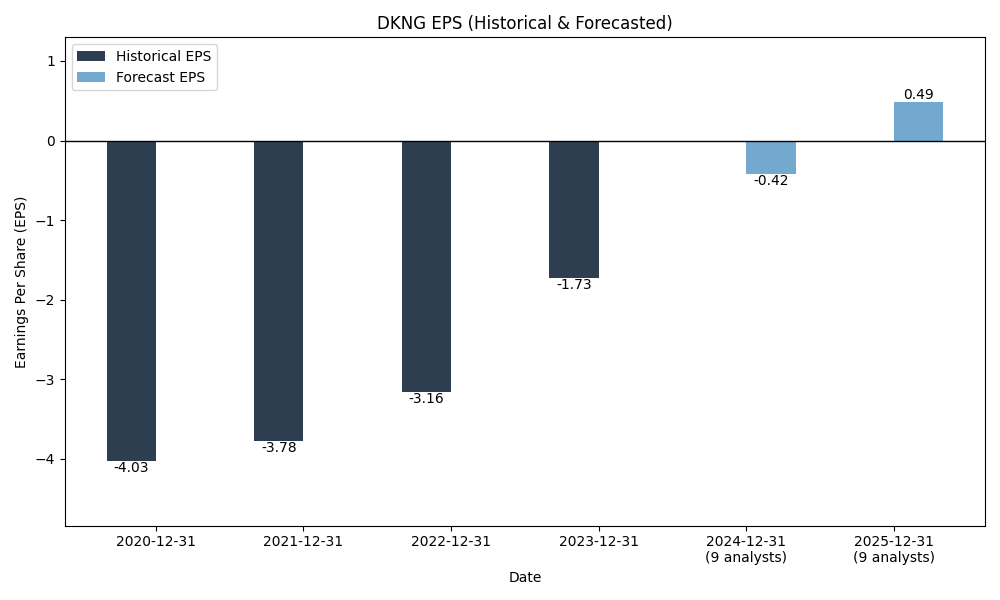 DKNG EPS (Historical & Forecasted)
Historical EPS
Forecast EPS
Earnings Per Share (EPS)
1
0
−1
−2
−3
−4
-4.03
-3.78
-3.16
-1.73
-0.42
0.49
2020-12-31
2021-12-31
2022-12-31
2023-12-31
2024-12-31
(9 analysts)
2025-12-31
(9 analysts)
Date